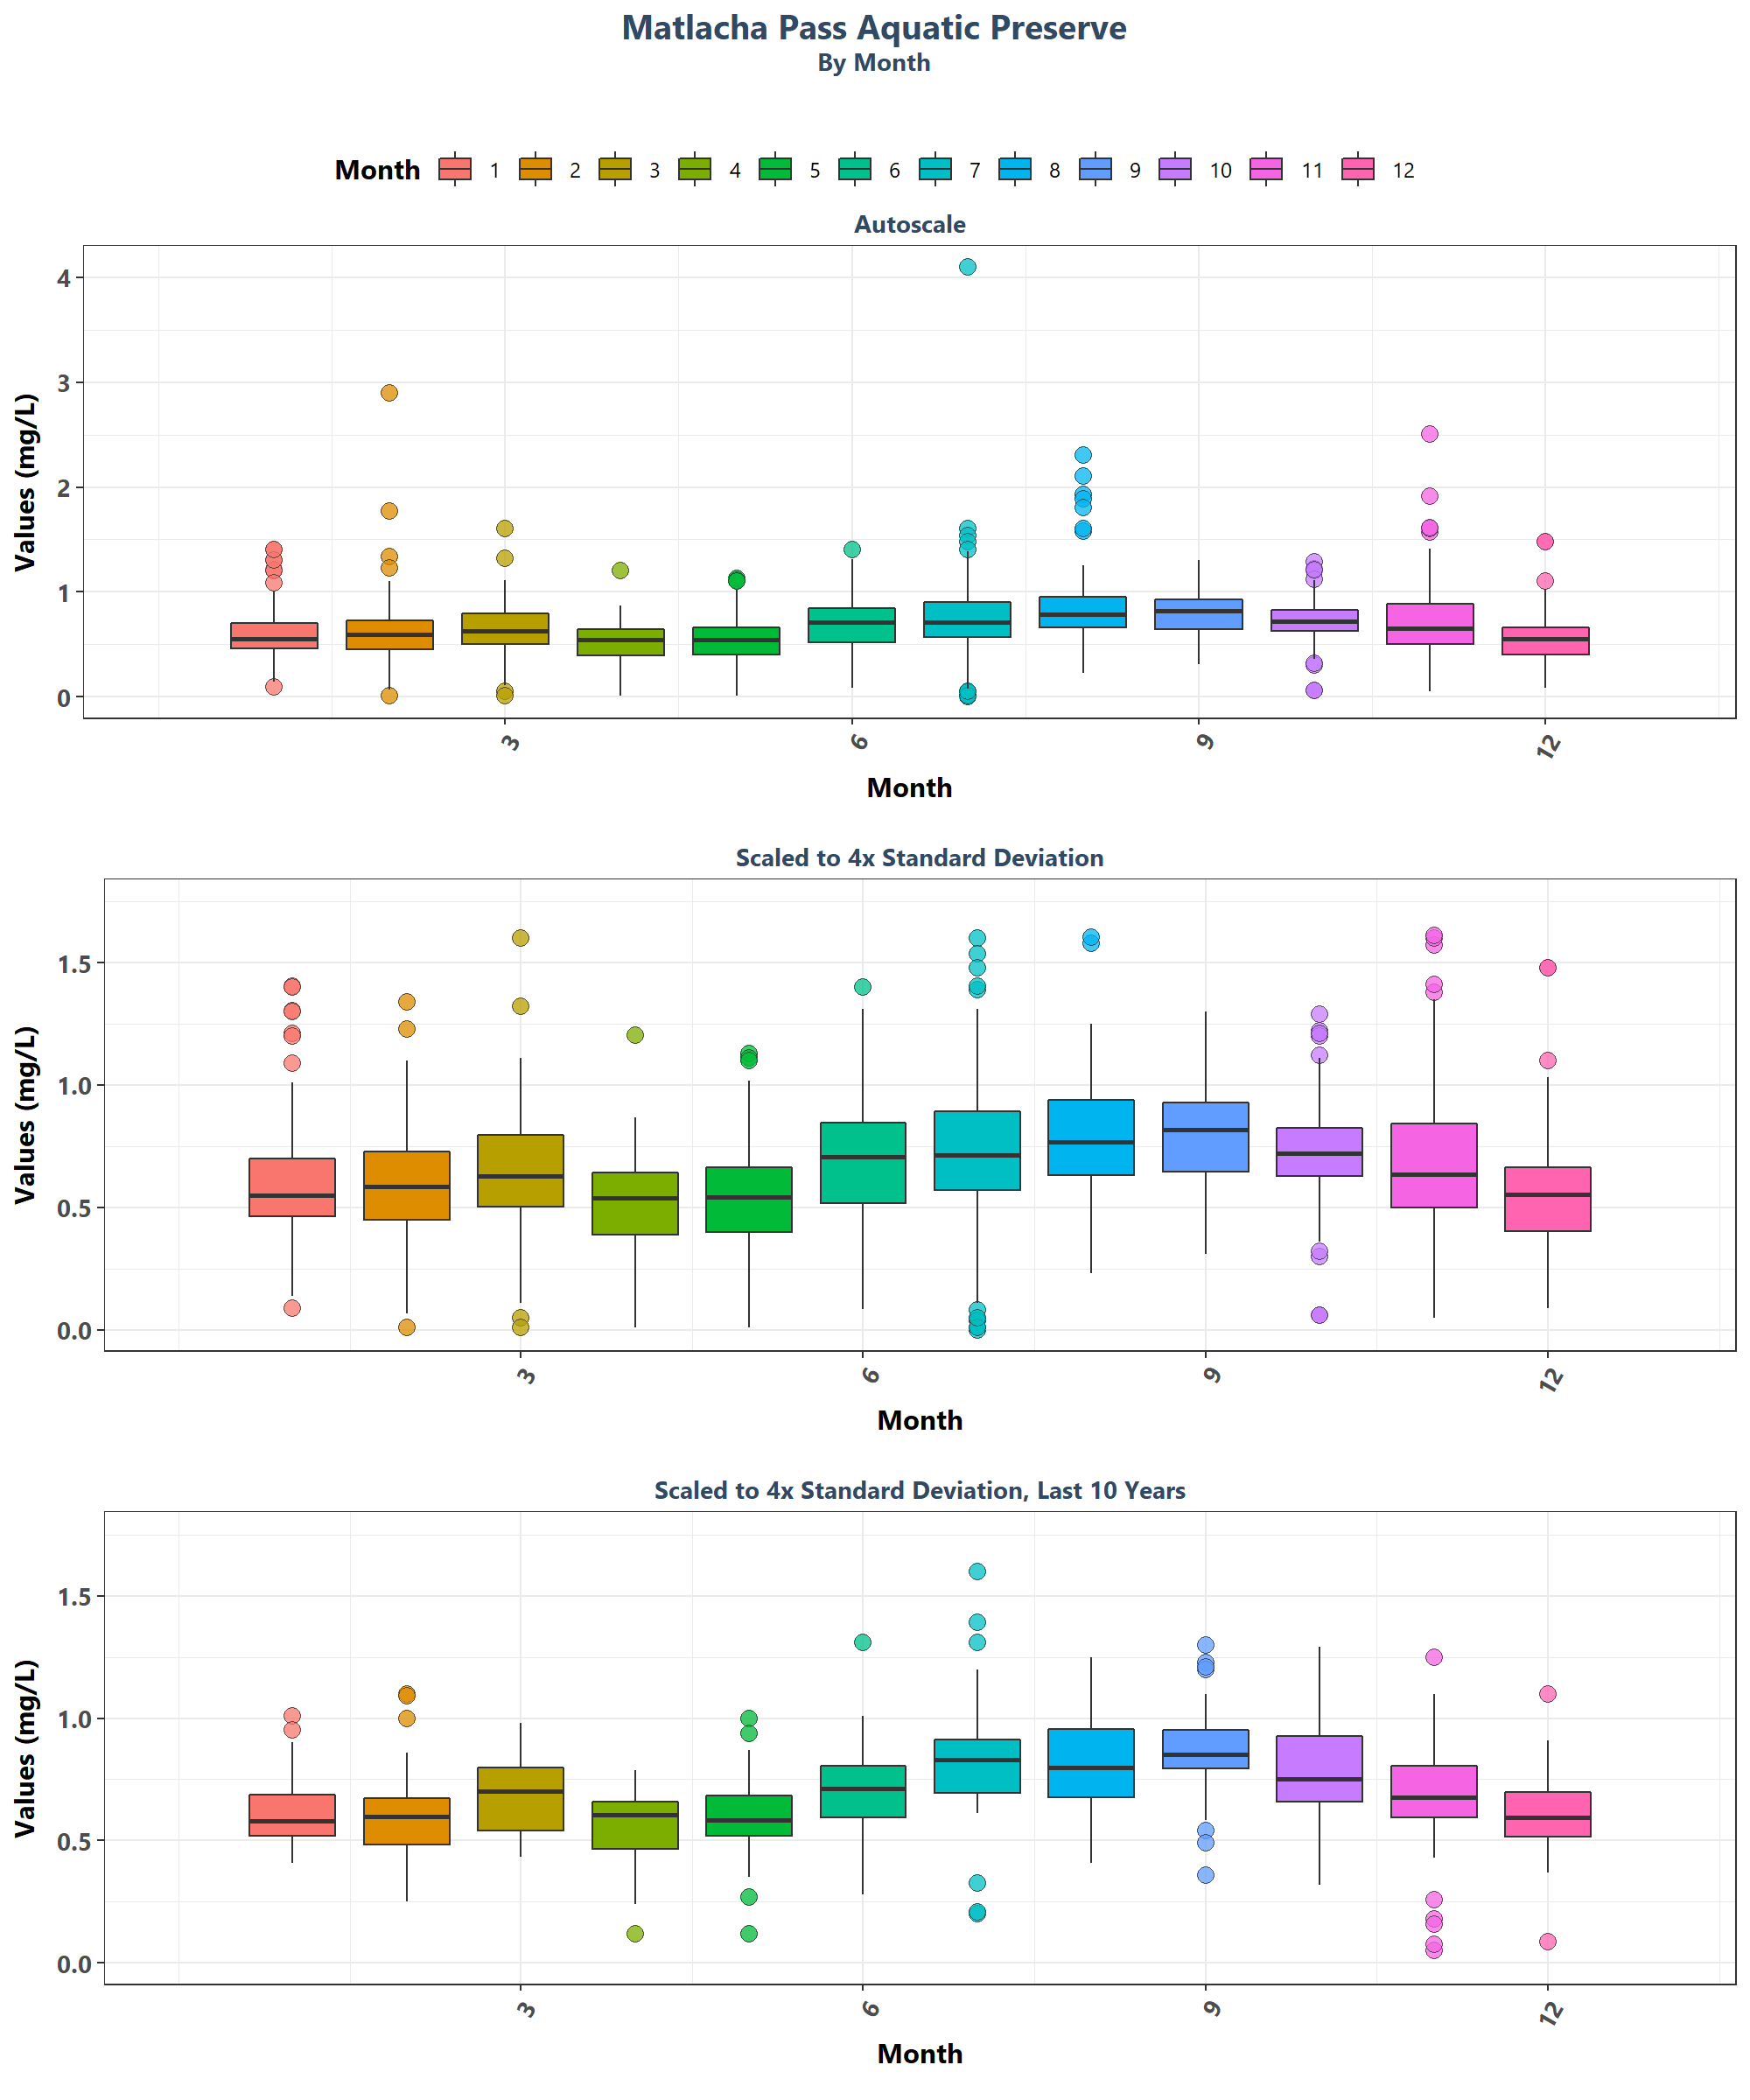 Matlacha Pass Aquatic Preserve
By Month
Month 1 2 3 4 5 6 7 8 9 10 11 12
Autoscale
Values (mg/L)
4
3
2
1
0
3 6 9 12
Month
Scaled to 4x Standard Deviation
Values (mg/L)
1.5
1.0
0.5
0.0
3 6 9 12
Month
Scaled to 4x Standard Deviation, Last 10 Years
Values (mg/L)
1.5
1.0
0.5
0.0
3 6 9 12
Month